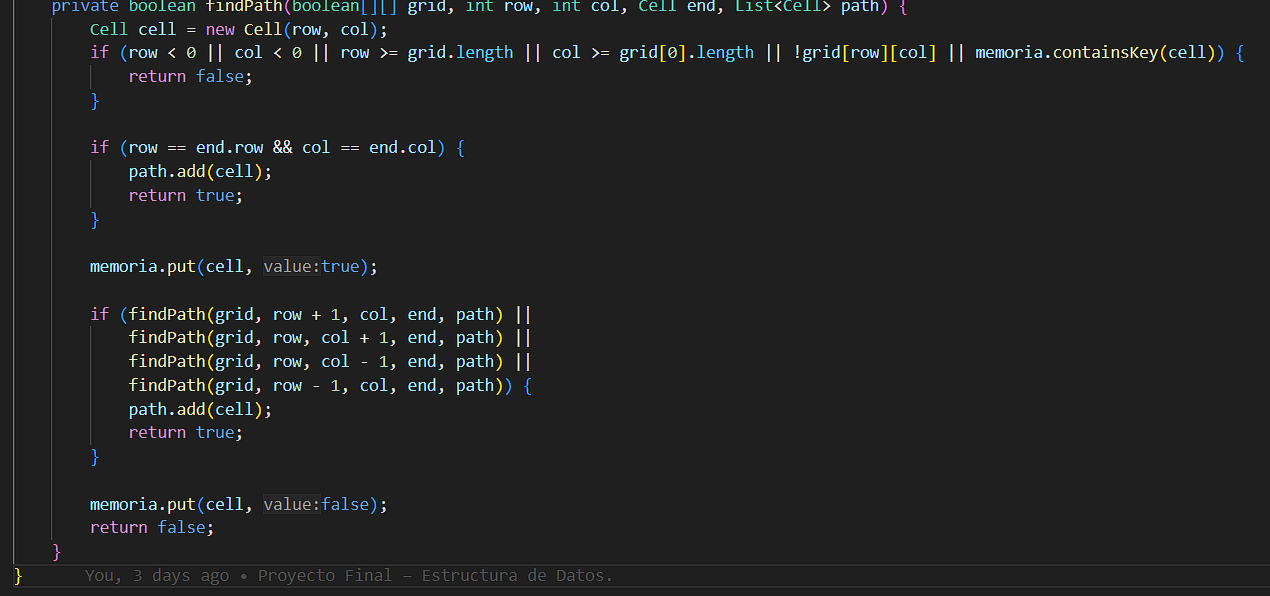 private boolean findPath(boolean[][] grid, int row, int col, Cell end, List<Cell> path) {
Cell cell = new Cell(row, col);
if (row < 0 || col < 0 || row >= grid.length || col >= grid[0].length || !grid[row][col] || memoria.containsKey(cell)) {
return false;
}
if (row == end.row && col == end.col) {
path.add(cell);
return true;
}
memoria.put(cell, value:true);
if (findPath(grid, row + 1, col, end, path) ||
findPath(grid, row, col + 1, end, path) ||
findPath(grid, row, col - 1, end, path) ||
findPath(grid, row - 1, col, end, path)) {
path.add(cell);
return true;
}
memoria.put(cell, value:false);
return false;
}
} You, 3 days ago • Proyecto Final – Estructura de Datos.